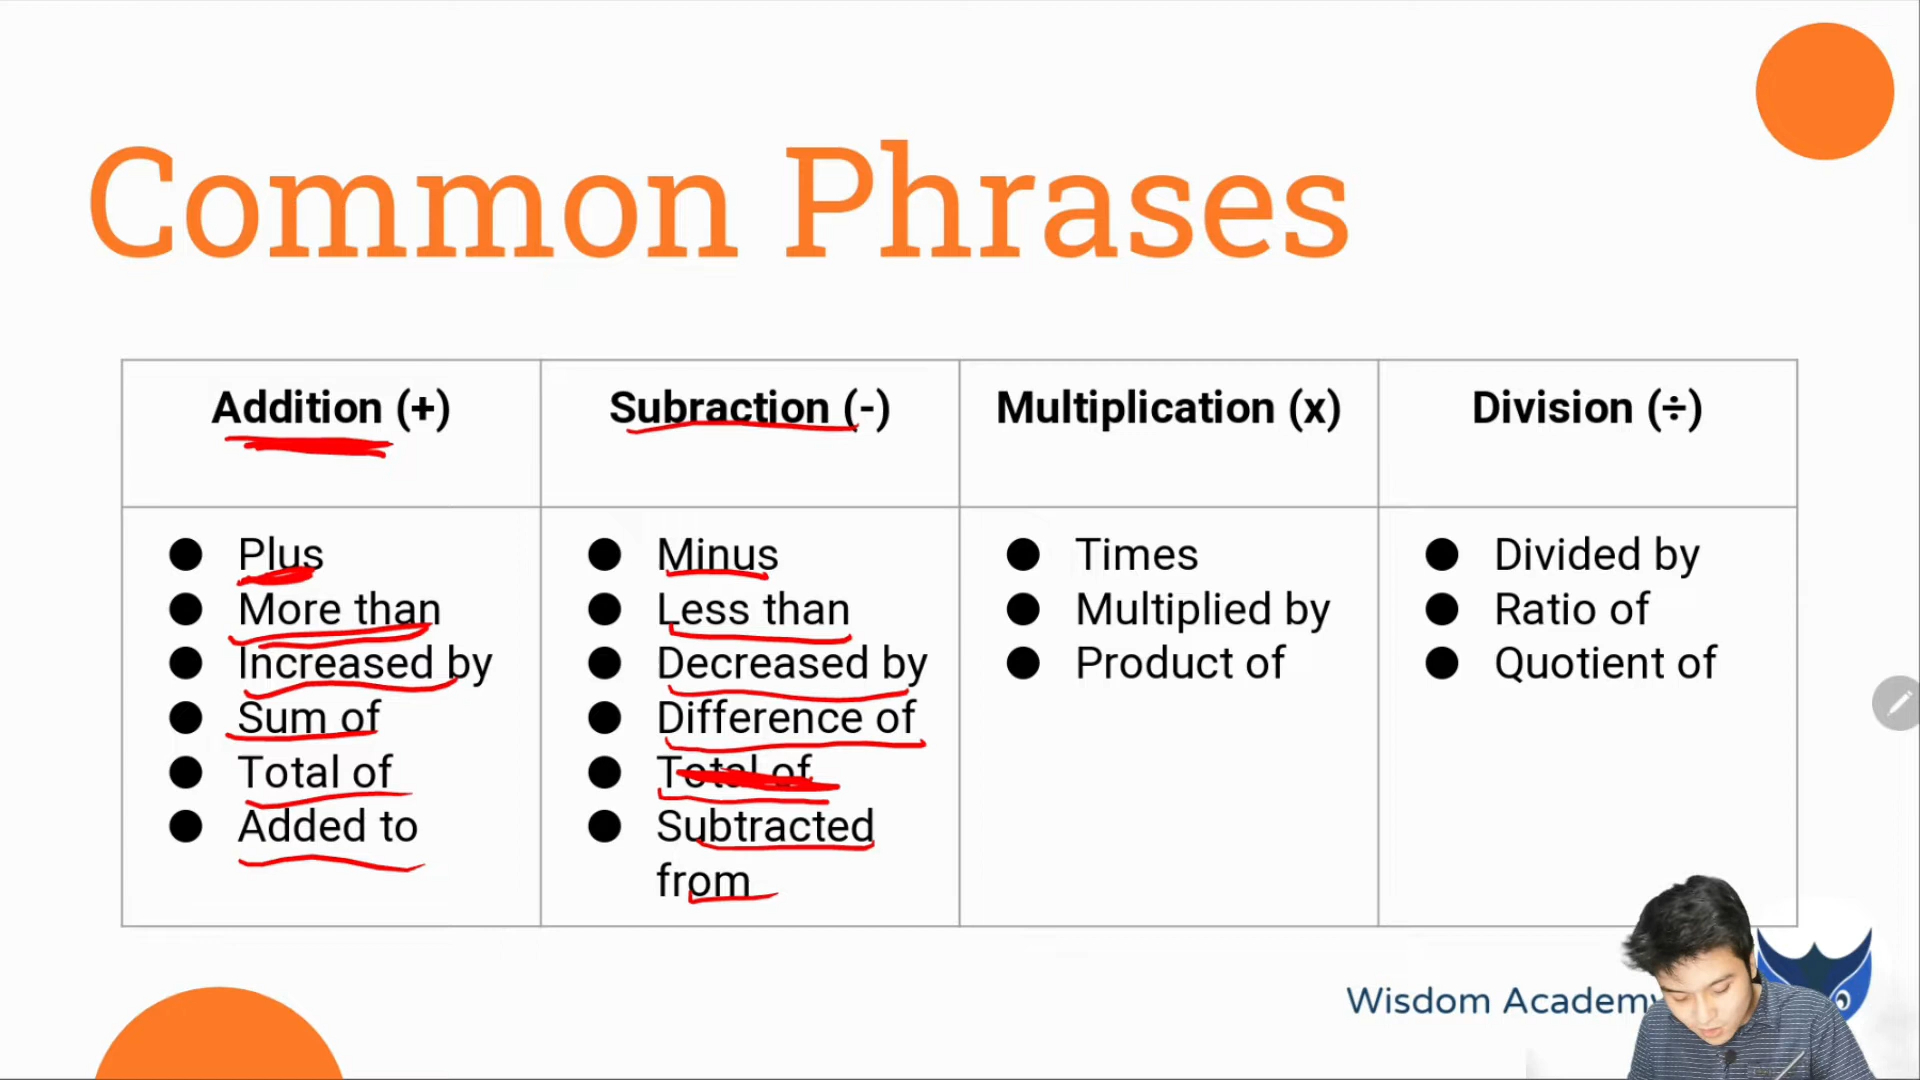 Common Phrases
Addition (+)
Subraction (-)
Multiplication (x)
Division (÷)
● Plus
● More than
● Increased by
● Sum of
● Total of
● Added to
● Minus
● Less than
● Decreased by
● Difference of
● Total of
● Subtracted
from
● Times
● Multiplied by
● Product of
● Divided by
● Ratio of
● Quotient of
Wisdom Academy